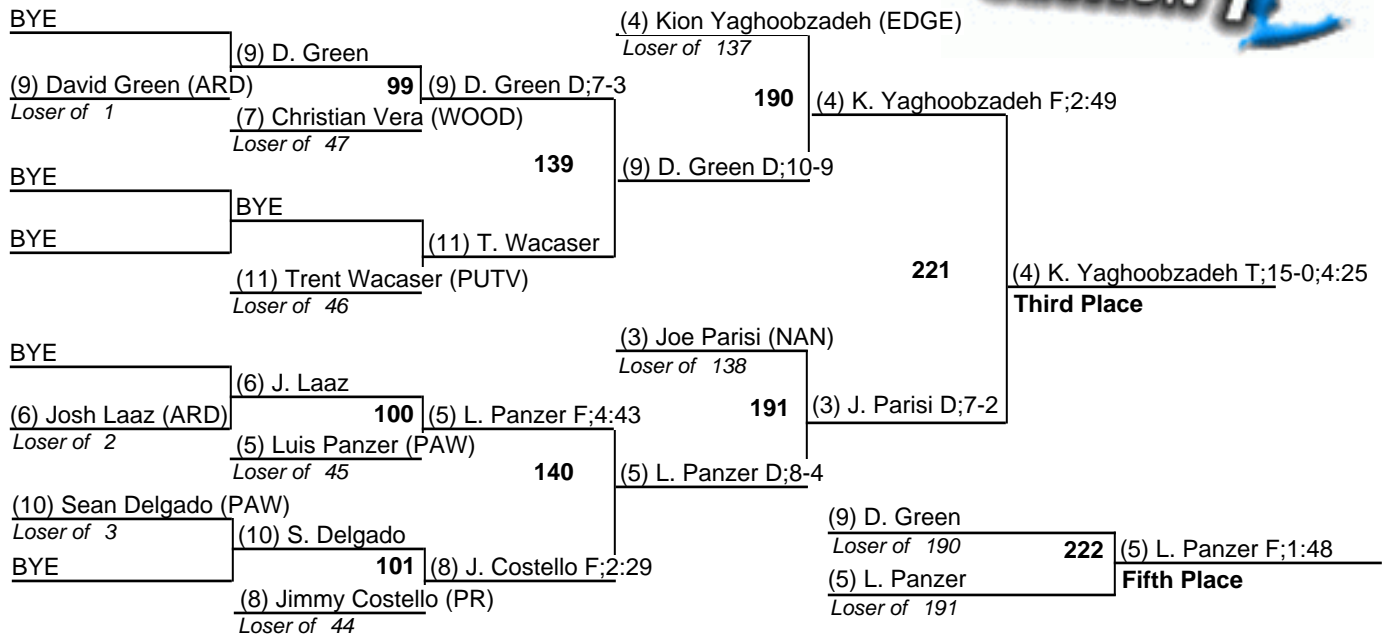 BYE
(9) David Green (ARD)
Loser of 1
(9) D. Green
99
(7) Christian Vera (WOOD)
Loser of 47
(9) D. Green D;7-3
BYE
BYE
BYE
(11) Trent Wacaser (PUTV)
Loser of 46
(11) T. Wacaser
139
(4) Kion Yaghoobzadeh (EDGE)
Loser of 137
190
(9) D. Green D;10-9
(4) K. Yaghoobzadeh F;2:49
BYE
(6) Josh Laaz (ARD)
Loser of 2
(6) J. Laaz
100
(5) Luis Panzer (PAW)
Loser of 45
(5) L. Panzer F;4:43
(10) Sean Delgado (PAW)
Loser of 3
BYE
(10) S. Delgado
101
(8) Jimmy Costello (PR)
Loser of 44
(8) J. Costello F;2:29
140
(3) Joe Parisi (NAN)
Loser of 138
191
(5) L. Panzer D;8-4
(3) J. Parisi D;7-2
221
(4) K. Yaghoobzadeh T;15-0;4:25
Third Place
(9) D. Green
Loser of 190
222
(5) L. Panzer
Loser of 191
(5) L. Panzer F;1:48
Fifth Place